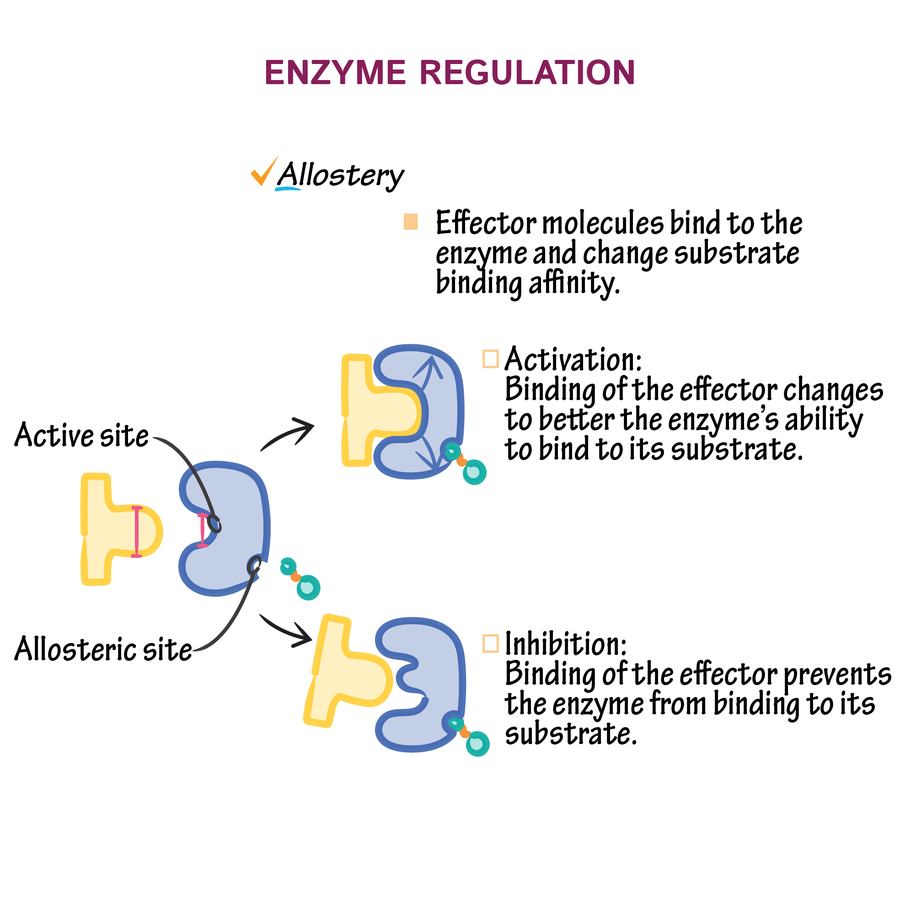 ENZYME REGULATION
Allostery
Effector molecules bind to the
enzyme and change substrate
binding affinity.
Activation:
Binding of the effector changes
to better the enzyme's ability
to bind to its substrate.
Active site
Allosteric site
Inhibition:
Binding of the effector prevents
the enzyme from binding to its
substrate.